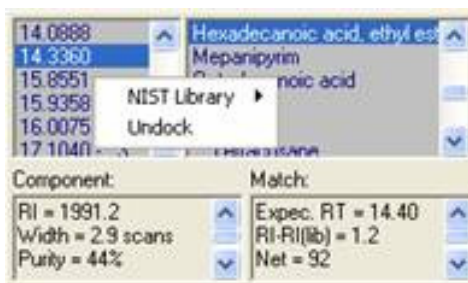 14.0888 Hexadecanoic acid, ethyl est
14.3360 Mepanipyrim
15.8551 noic acid
15.9358 NIST Library
16.0075 Undock
17.1040
Component: Match:
RI = 1991.2 Expec. RT = 14.40
Width = 2.9 scans RI-RI(lib) = 1.2
Purity = 44% Net = 92